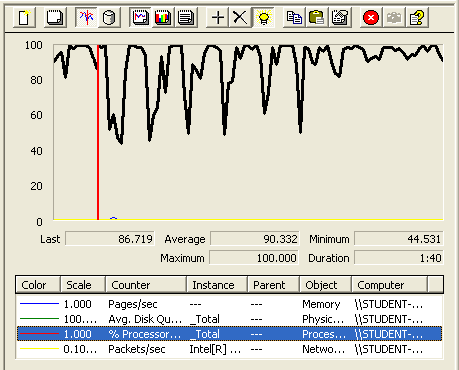 100
80
60
40
20
0
Last 86.719 Average 90.332 Minimum 44.531
Maximum 100.000 Duration 1:40
Color Scale Counter Instance Parent Object Computer
1.000 Pages/sec --- --- Memory \\STUDENT-...
100.... Avg. Disk Qu... _Total --- Physic... \\STUDENT-...
1.000 % Processor... _Total --- Proces... \\STUDENT-...
0.10... Packets/sec Intel[R] ... --- Netwo... \\STUDENT-...